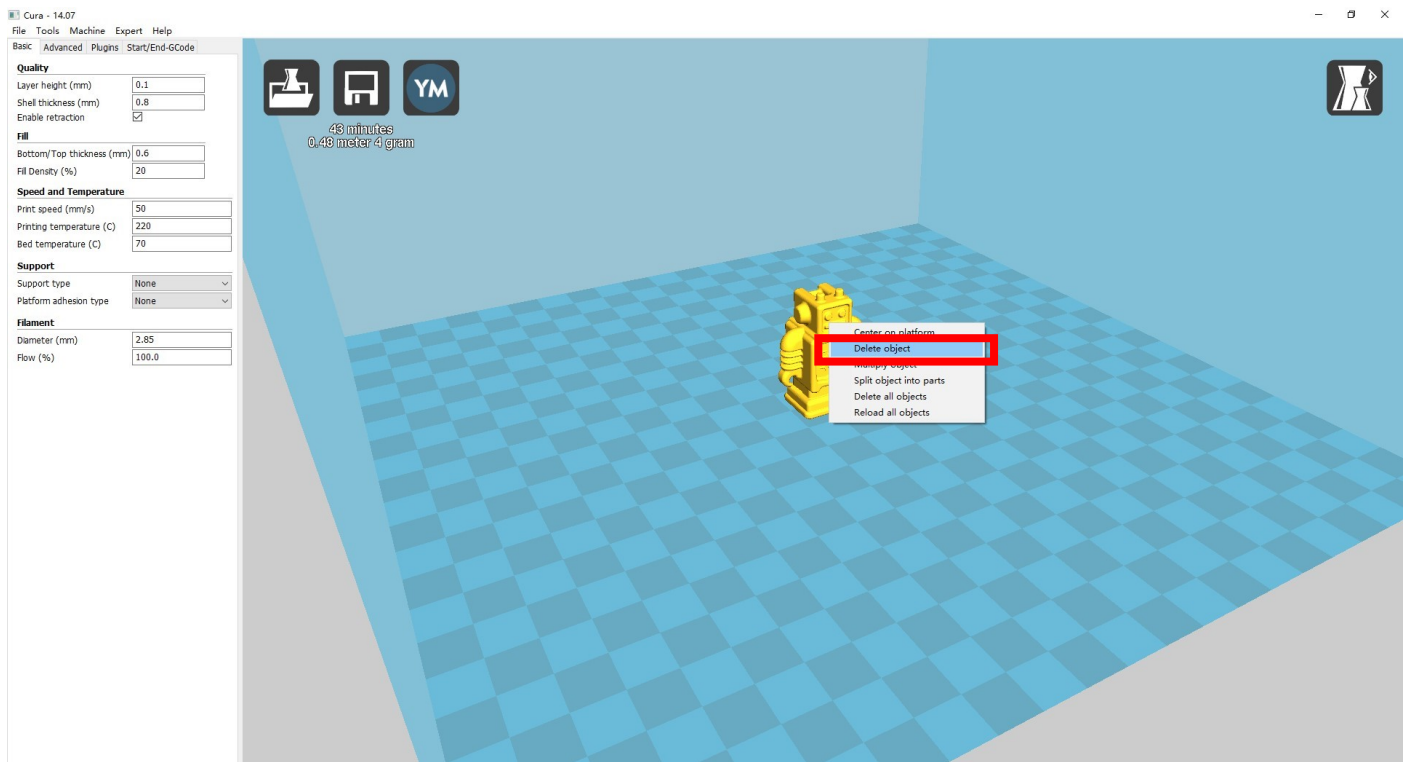 Cura - 14.07
File Tools Machine Expert Help
Basic Advanced Plugins Start/End-GCode
Quality
Layer height (mm) 0.1
Shell thickness (mm) 0.8
Enable retraction
Fill
Bottom/Top thickness (mm) 0.6
Fill Density (%) 20
Speed and Temperature
Print speed (mm/s) 50
Printing temperature (C) 220
Bed temperature (C) 70
Support
Support type None
Platform adhesion type None
Filament
Diameter (mm) 2.85
Flow (%) 100.0
YM
43 minutes
0.48 meter 4 gram
Center on platform
Delete object
Multiply object
Split object into parts
Delete all objects
Reload all objects